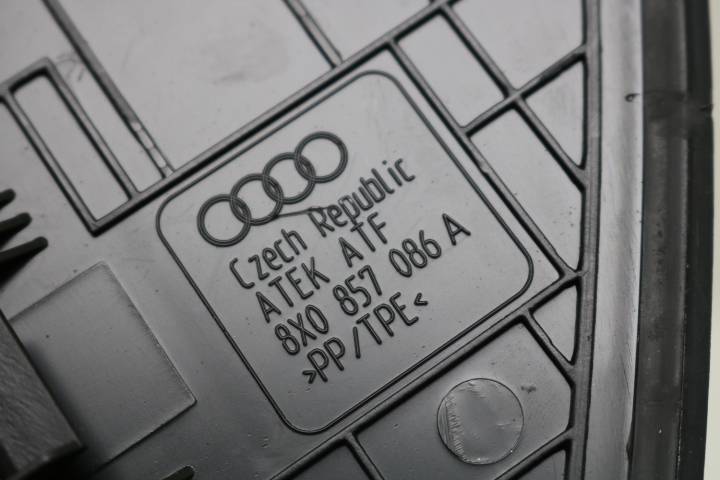 Czech Republic
ATEK ATF
8X0 857 086 A
>PP/TPE<